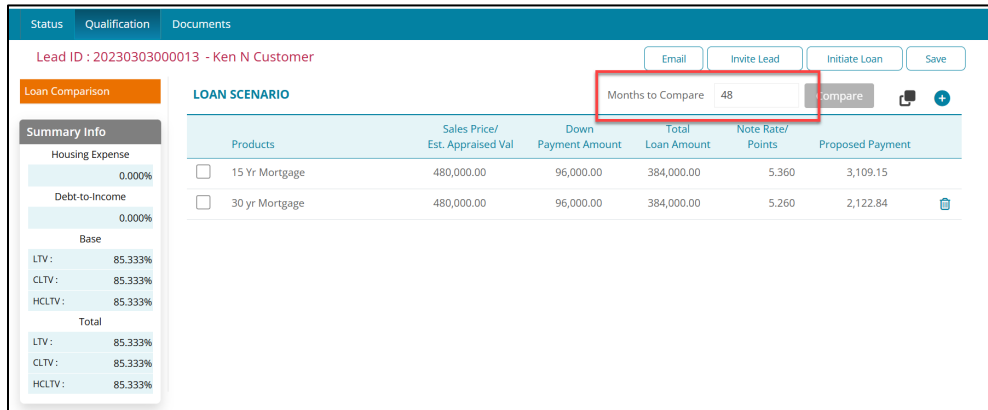 Status Qualification Documents
Lead ID : 20230303000013 - Ken N Customer
Email Invite Lead Initiate Loan Save
Loan Comparison
LOAN SCENARIO
Months to Compare 48 Compare
Summary Info
Housing Expense
0.000%
Debt-to-Income
0.000%
Base
LTV : 85.333%
CLTV : 85.333%
HCLTV : 85.333%
Total
LTV : 85.333%
CLTV : 85.333%
HCLTV : 85.333%
Products Sales Price/ Est. Appraised Val Down Payment Amount Total Loan Amount Note Rate/ Points Proposed Payment
15 Yr Mortgage 480,000.00 96,000.00 384,000.00 5.360 3,109.15
30 yr Mortgage 480,000.00 96,000.00 384,000.00 5.260 2,122.84